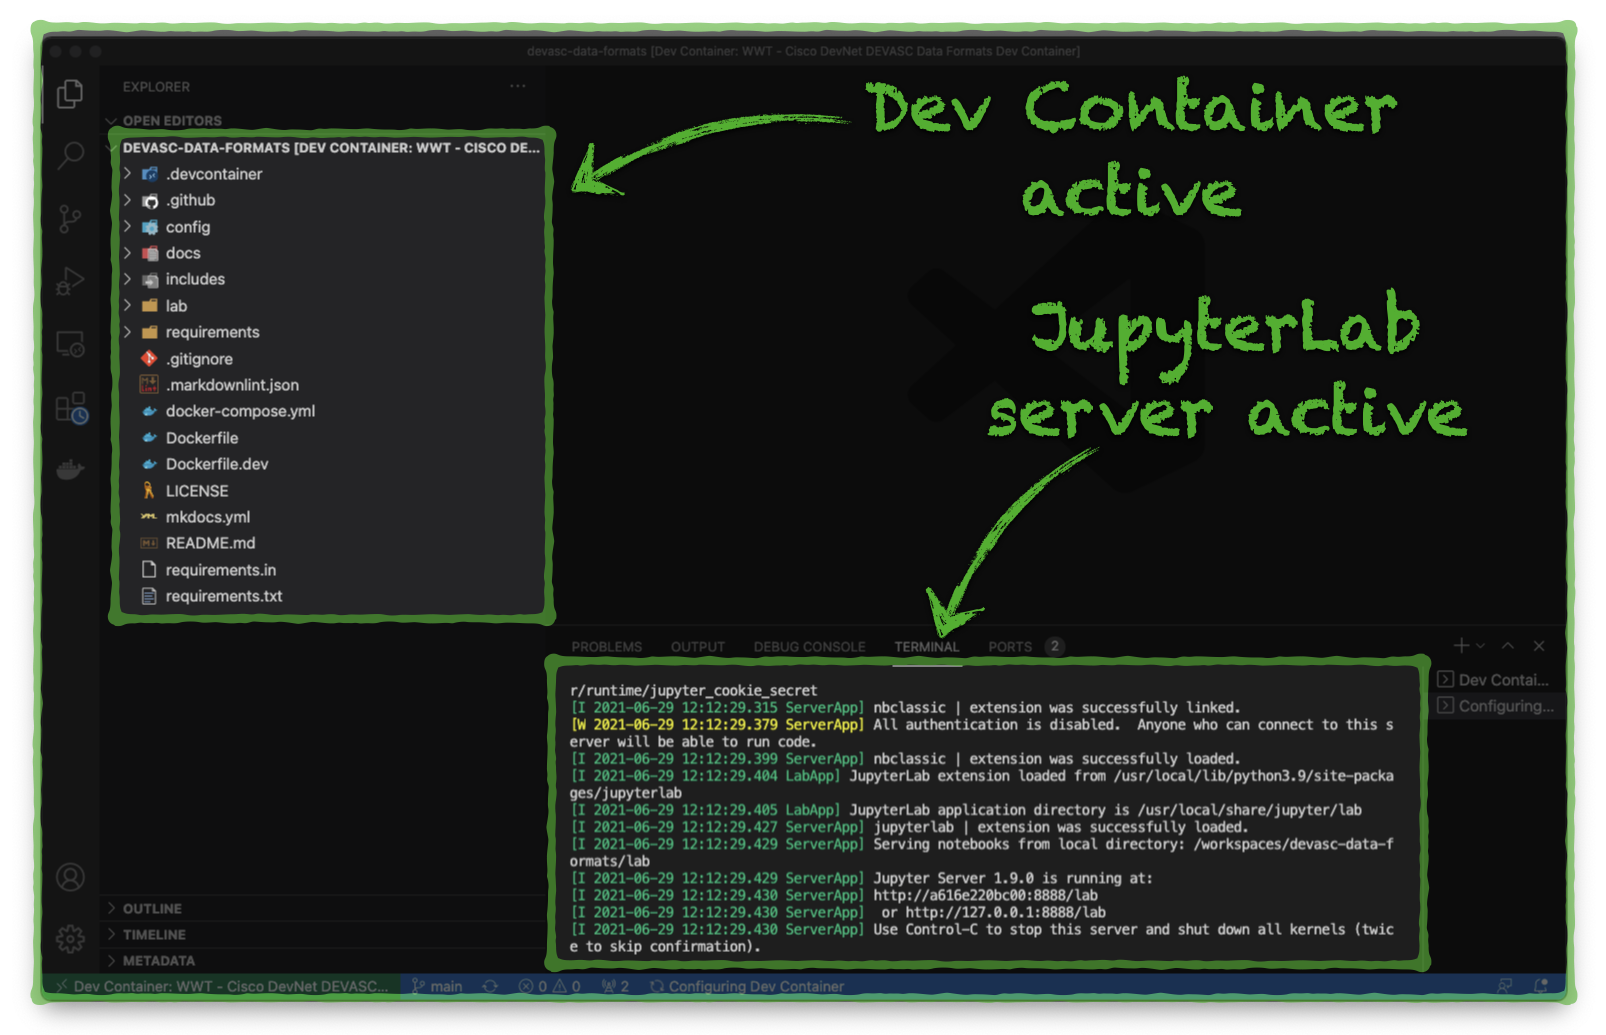 devasc-data-formats [Dev Container: WWT - Cisco DevNet DEVASC Data Formats Dev Container]
EXPLORER
OPEN EDITORS
DEVASC-DATA-FORMATS [DEV CONTAINER: WWT - CISCO DE...
.devcontainer
.github
config
docs
includes
lab
requirements
.gitignore
.markdownlint.json
docker-compose.yml
Dockerfile
Dockerfile.dev
LICENSE
mkdocs.yml
README.md
requirements.in
requirements.txt
OUTLINE
TIMELINE
METADATA
Dev Container
active
JupyterLab
server active
PROBLEMS OUTPUT DEBUG CONSOLE TERMINAL PORTS 2
r/runtime/jupyter_cookie_secret
[I 2021-06-29 12:12:29.315 ServerApp] nbclassic | extension was successfully linked.
[W 2021-06-29 12:12:29.379 ServerApp] All authentication is disabled.  Anyone who can connect to this s
erver will be able to run code.
[I 2021-06-29 12:12:29.399 ServerApp] nbclassic | extension was successfully loaded.
[I 2021-06-29 12:12:29.404 LabApp] JupyterLab extension loaded from /usr/local/lib/python3.9/site-packa
ges/jupyterlab
[I 2021-06-29 12:12:29.405 LabApp] JupyterLab application directory is /usr/local/share/jupyter/lab
[I 2021-06-29 12:12:29.427 ServerApp] jupyterlab | extension was successfully loaded.
[I 2021-06-29 12:12:29.429 ServerApp] Serving notebooks from local directory: /workspaces/devasc-data-f
ormats/lab
[I 2021-06-29 12:12:29.429 ServerApp] Jupyter Server 1.9.0 is running at:
[I 2021-06-29 12:12:29.430 ServerApp] http://a616e220bc00:8888/lab
[I 2021-06-29 12:12:29.430 ServerApp]  or http://127.0.0.1:8888/lab
[I 2021-06-29 12:12:29.430 ServerApp] Use Control-C to stop this server and shut down all kernels (twic
e to skip confirmation).
Dev Contai...
Configuring...
Dev Container: WWT - Cisco DevNet DEVASC... main 0 0 2 Configuring Dev Container